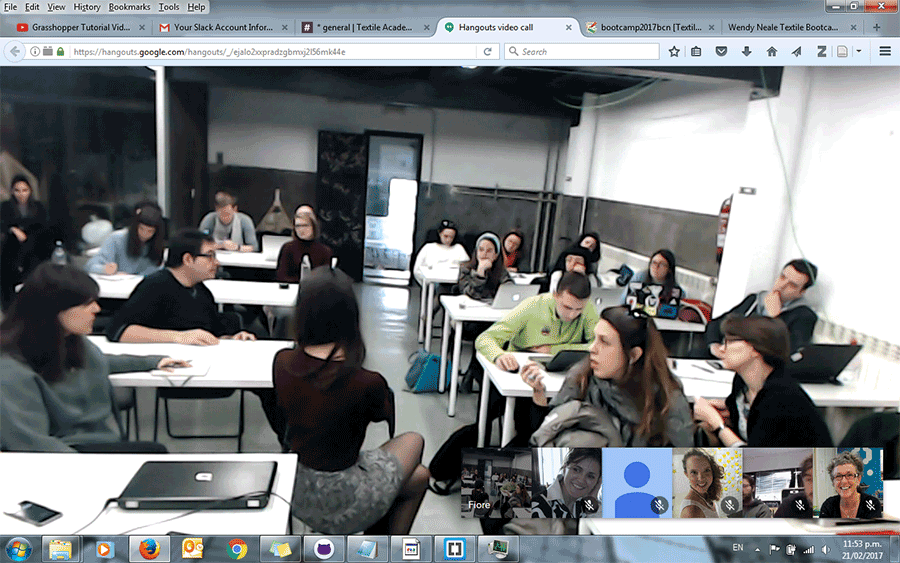 File Edit View History Bookmarks Tools Help
Grasshopper Tutorial Vide...
Gmail - Your Slack Account Infor...
* general | Textile Acade...
Hangouts video call
bootcamp2017bcn [Textil...
Wendy Neale Textile Bootca...
https://hangouts.google.com/hangouts/_/ejalo2xxpradzgbmxj2l56mk44e
Search
Fiore
EN
11:53 p.m.
21/02/2017